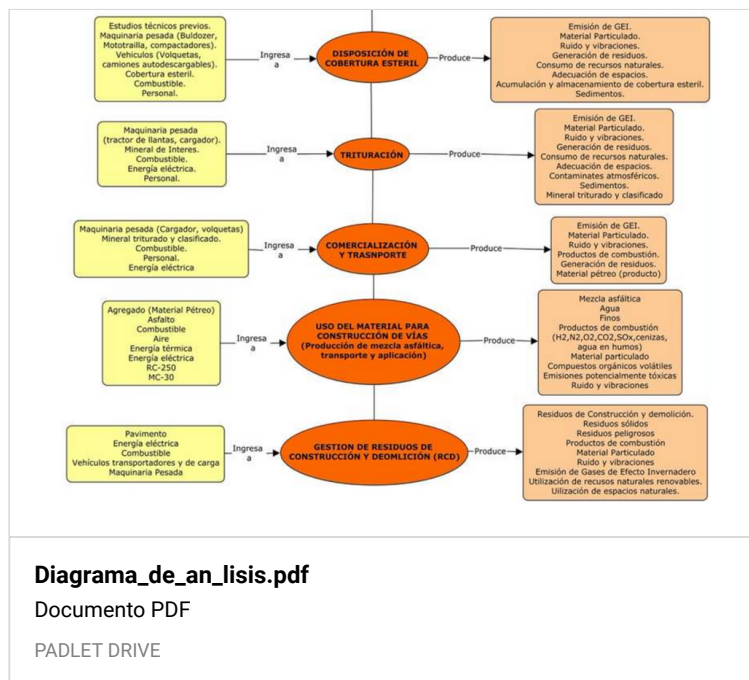 Estudios técnicos previos.
Maquinaria pesada (Buldozer,
Mototrailla, compactadores).
Vehiculos (Volquetas,
camiones autodescargables).
Cobertura esteril.
Combustible.
Personal.
Ingresa
a
DISPOSICIÓN DE
COBERTURA ESTERIL
Produce
Emisión de GEI.
Material Particulado.
Ruido y vibraciones.
Generación de residuos.
Consumo de recursos naturales.
Adecuación de espacios.
Acumulación y almacenamiento de cobertura esteril.
Sedimentos.
Maquinaria pesada
(tractor de llantas, cargador).
Mineral de Interes.
Combustible.
Energía eléctrica.
Personal.
Ingresa
a
TRITURACIÓN
Produce
Emisión de GEI.
Material Particulado.
Ruido y vibraciones.
Generación de residuos.
Consumo de recursos naturales.
Adecuación de espacios.
Contaminates atmosféricos.
Sedimentos.
Mineral triturado y clasificado
Maquinaria pesada (Cargador, volquetas)
Mineral triturado y clasificado.
Combustible.
Personal.
Energía eléctrica
Ingresa
a
COMERCIALIZACIÓN
Y TRASNPORTE
Produce
Emisión de GEI.
Material Particulado.
Ruido y vibraciones.
Productos de combustión.
Generación de residuos.
Material pétreo (producto)
Agregado (Material Pétreo)
Asfalto
Combustible
Aire
Energía térmica
Energía eléctrica
RC-250
MC-30
Ingresa
a
USO DEL MATERIAL PARA
CONSTRUCCIÓN DE VÍAS
(Producción de mezcla asfáltica,
transporte y aplicación)
Produce
Mezcla asfáltica
Agua
Finos
Productos de combustión
(H2,N2,O2,CO2,SOx,cenizas,
agua en humos)
Material particulado
Compuestos orgánicos volátiles
Emisiones potencialmente tóxicas
Ruido y vibraciones
Pavimento
Energía eléctrica
Combustible
Vehículos transportadores y de carga
Maquinaria Pesada
Ingresa
a
GESTION DE RESIDUOS DE
CONSTRUCCIÓN Y DEOMLICIÓN (RCD)
Produce
Residuos de Construcción y demolición.
Residuos sólidos
Residuos peligrosos
Productos de combustión
Material Particulado
Ruido y vibraciones
Emisión de Gases de Efecto Invernadero
Utilización de recusos naturales renovables.
Uilización de espacios naturales.
Diagrama_de_an_lisis.pdf
Documento PDF
PADLET DRIVE